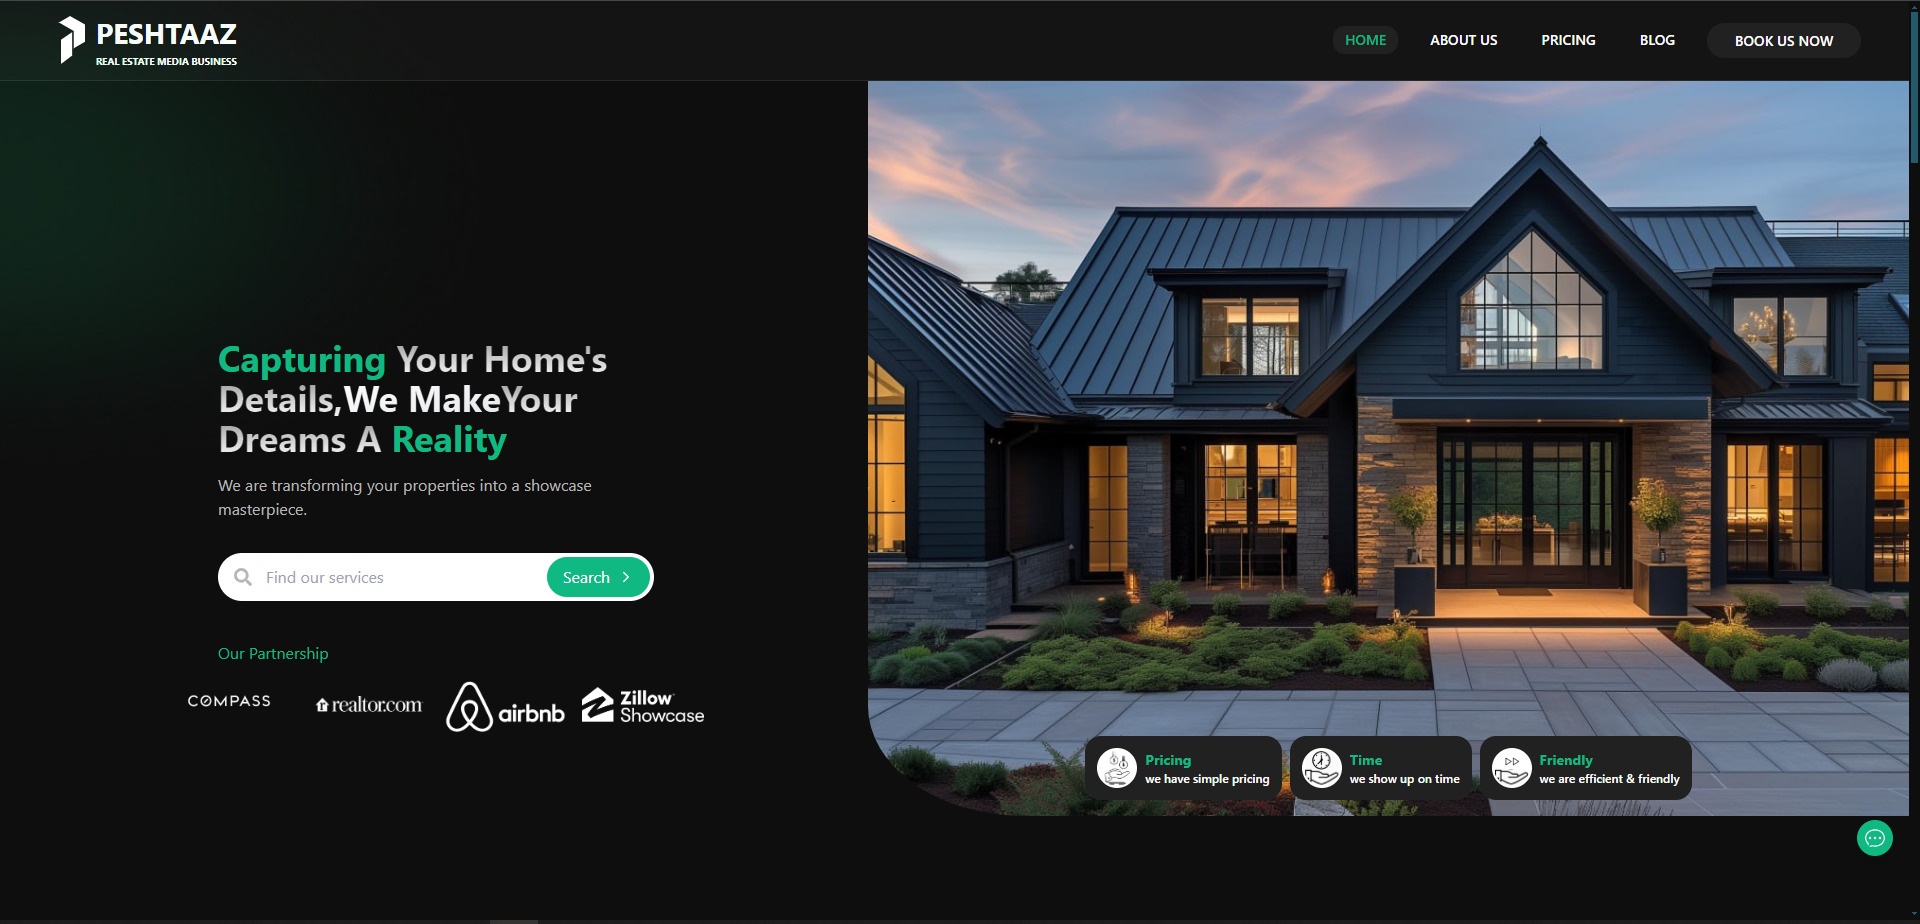 PESHTAAZ
REAL ESTATE MEDIA BUSINESS
HOME
ABOUT US
PRICING
BLOG
BOOK US NOW
Capturing Your Home's
Details,We MakeYour
Dreams A Reality
We are transforming your properties into a showcase
masterpiece.
Find our services
Search
Our Partnership
COMPASS
realtor.com
airbnb
Zillow
Showcase
Pricing
we have simple pricing
Time
we show up on time
Friendly
we are efficient & friendly